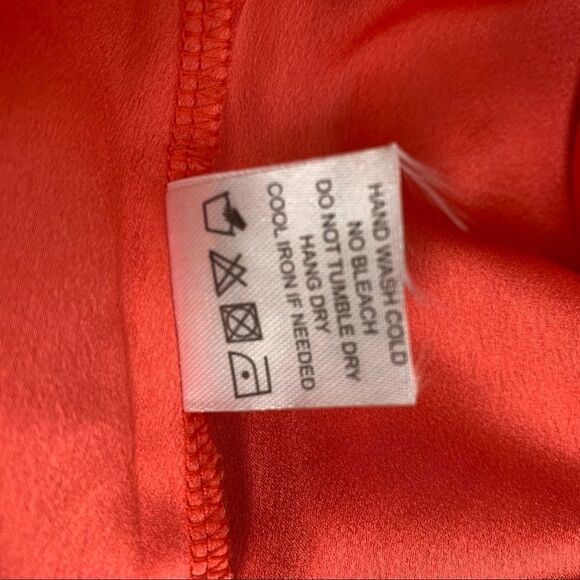 HAND WASH COLD
NO BLEACH
DO NOT TUMBLE DRY
HANG DRY
COOL IRON IF NEEDED